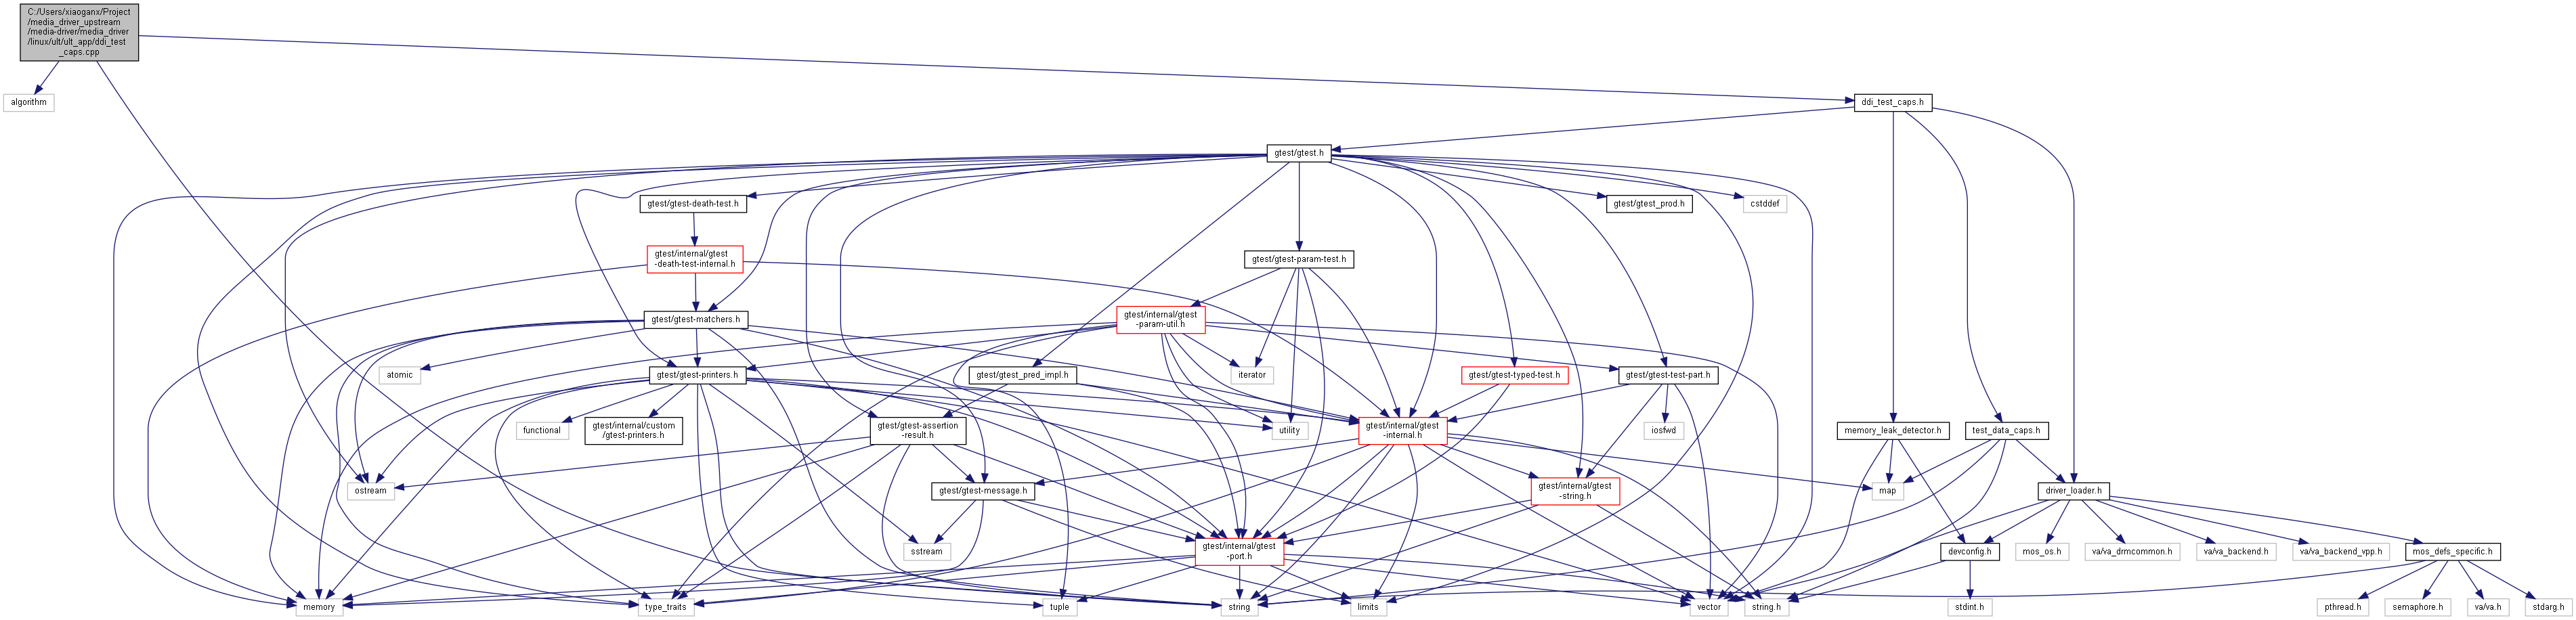 C:/Users/xiaoganx/Project
/media_driver_upstream
/media-driver/media_driver
/linux/ult/ult_app/ddi_test
_caps.cpp
algorithm
ddi_test_caps.h
gtest/gtest.h
gtest/gtest-death-test.h
gtest/gtest_prod.h
cstddef
gtest/internal/gtest
-death-test-internal.h
gtest/gtest-param-test.h
gtest/gtest-matchers.h
gtest/internal/gtest
-param-util.h
atomic
gtest/gtest-printers.h
gtest/gtest_pred_impl.h
iterator
gtest/gtest-typed-test.h
gtest/gtest-test-part.h
functional
gtest/internal/custom
/gtest-printers.h
gtest/gtest-assertion
-result.h
utility
gtest/internal/gtest
-internal.h
iosfwd
memory_leak_detector.h
test_data_caps.h
ostream
gtest/gtest-message.h
gtest/internal/gtest
-string.h
map
driver_loader.h
sstream
gtest/internal/gtest
-port.h
devconfig.h
mos_os.h
va/va_drmcommon.h
va/va_backend.h
va/va_backend_vpp.h
mos_defs_specific.h
memory
type_traits
tuple
string
limits
vector
string.h
stdint.h
pthread.h
semaphore.h
va/va.h
stdarg.h